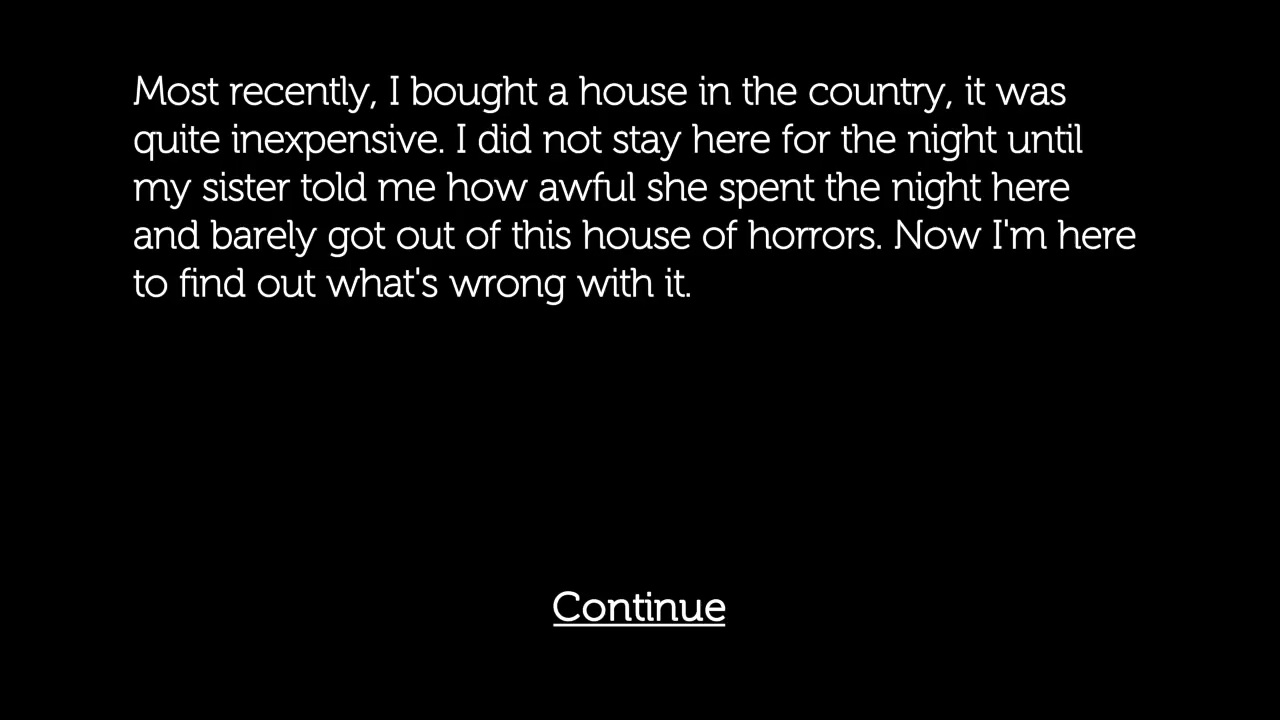 Most recently, I bought a house in the country, it was
quite inexpensive. I did not stay here for the night until
my sister told me how awful she spent the night here
and barely got out of this house of horrors. Now I'm here
to find out what's wrong with it.
Continue